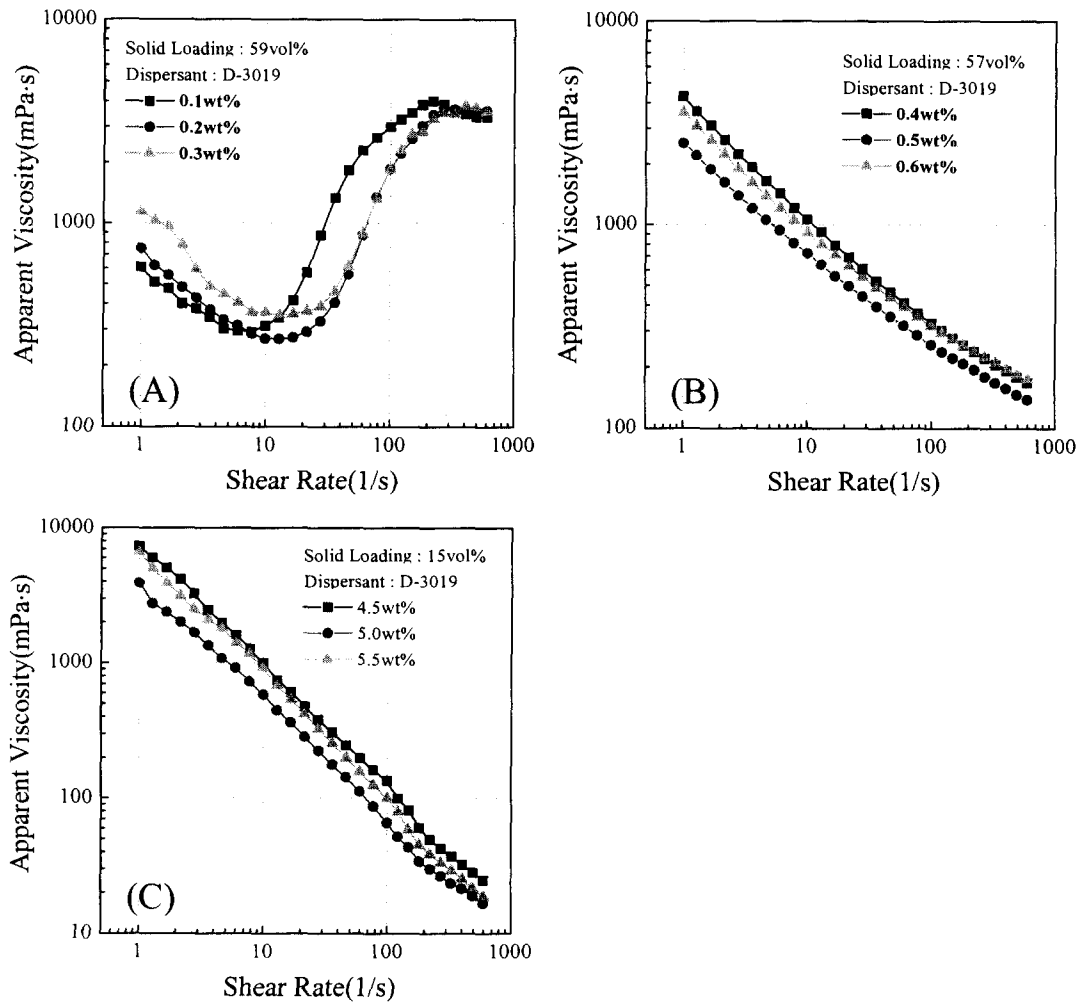 10000
1000
100
Apparent Viscosity(mPa·s)
Solid Loading : 59vol%
Dispersant : D-3019
0.1wt%
0.2wt%
0.3wt%
(A)
1 10 100 1000
Shear Rate(1/s)
10000
1000
100
Apparent Viscosity(mPa·s)
Solid Loading : 57vol%
Dispersant : D-3019
0.4wt%
0.5wt%
0.6wt%
(B)
1 10 100 1000
Shear Rate(1/s)
10000
1000
100
10
Apparent Viscosity(mPa·s)
Solid Loading : 15vol%
Dispersant : D-3019
4.5wt%
5.0wt%
5.5wt%
(C)
1 10 100 1000
Shear Rate(1/s)